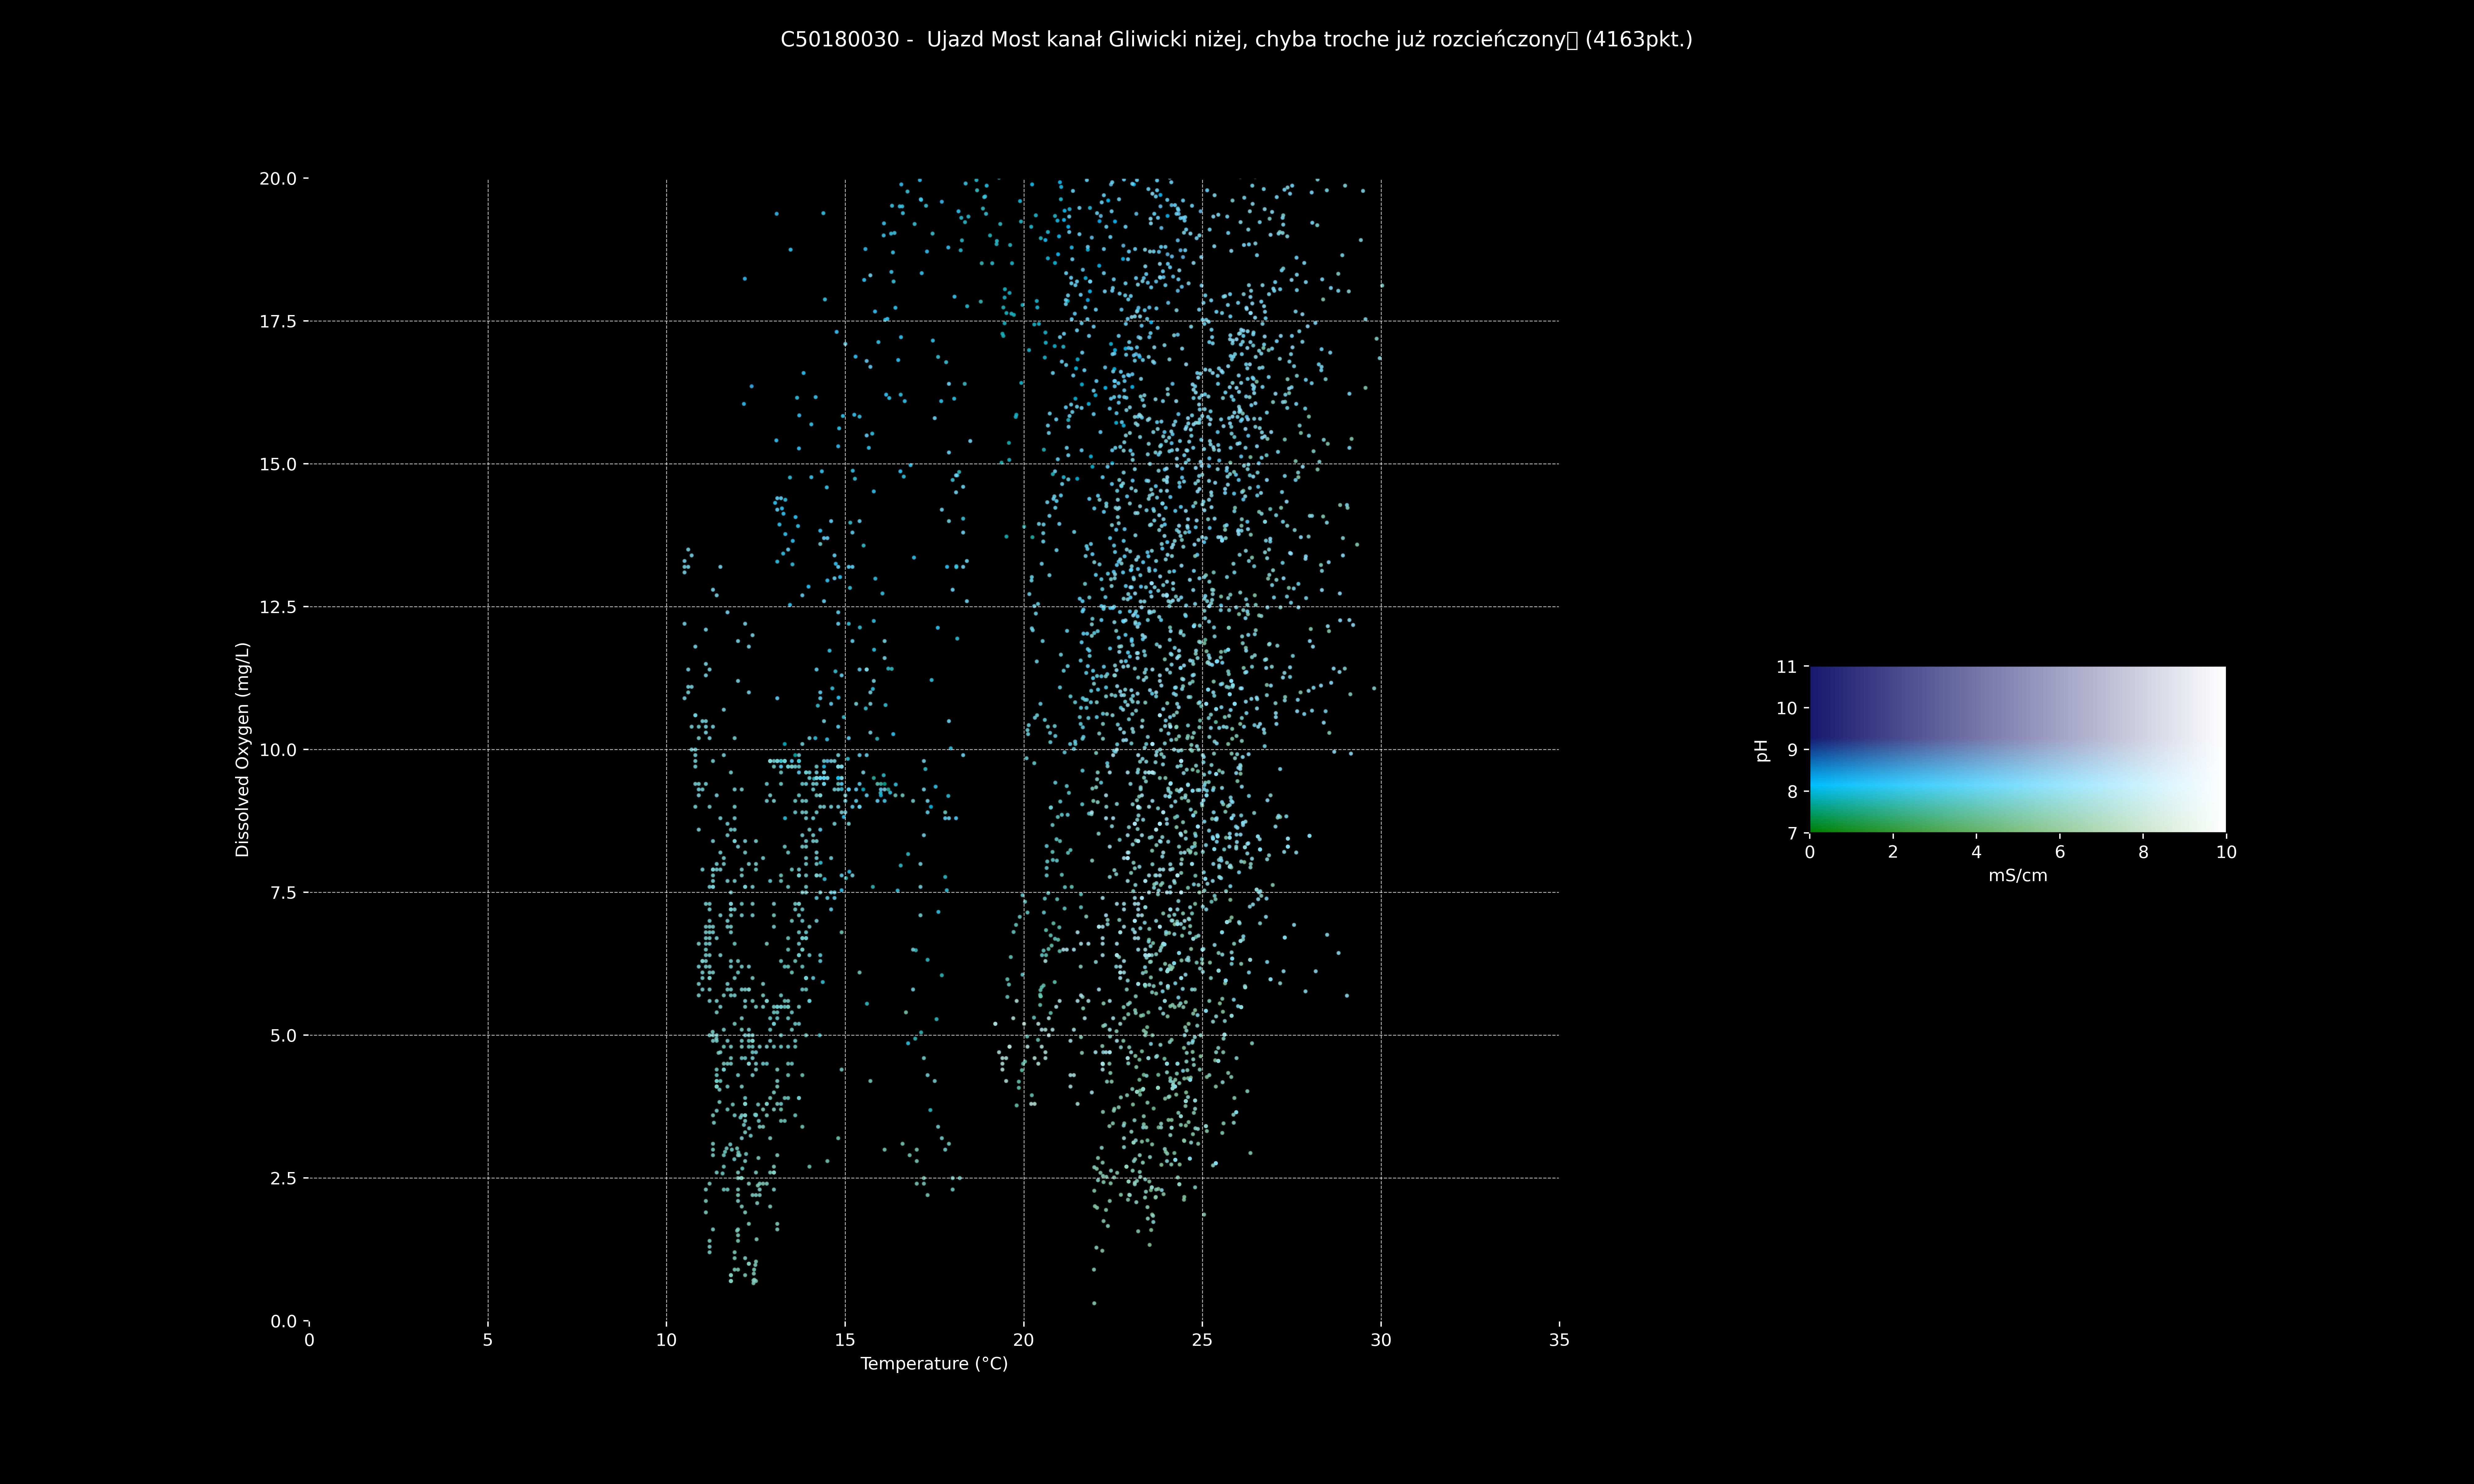 C50180030 -  Ujazd Most kanał Gliwicki niżej, chyba troche już rozcieńczony▯ (4163pkt.)
20.0
17.5
15.0
12.5
10.0
7.5
5.0
2.5
0.0
Dissolved Oxygen (mg/L)
0 5 10 15 20 25 30 35
Temperature (°C)
11
10
9
8
7
pH
0 2 4 6 8 10
mS/cm